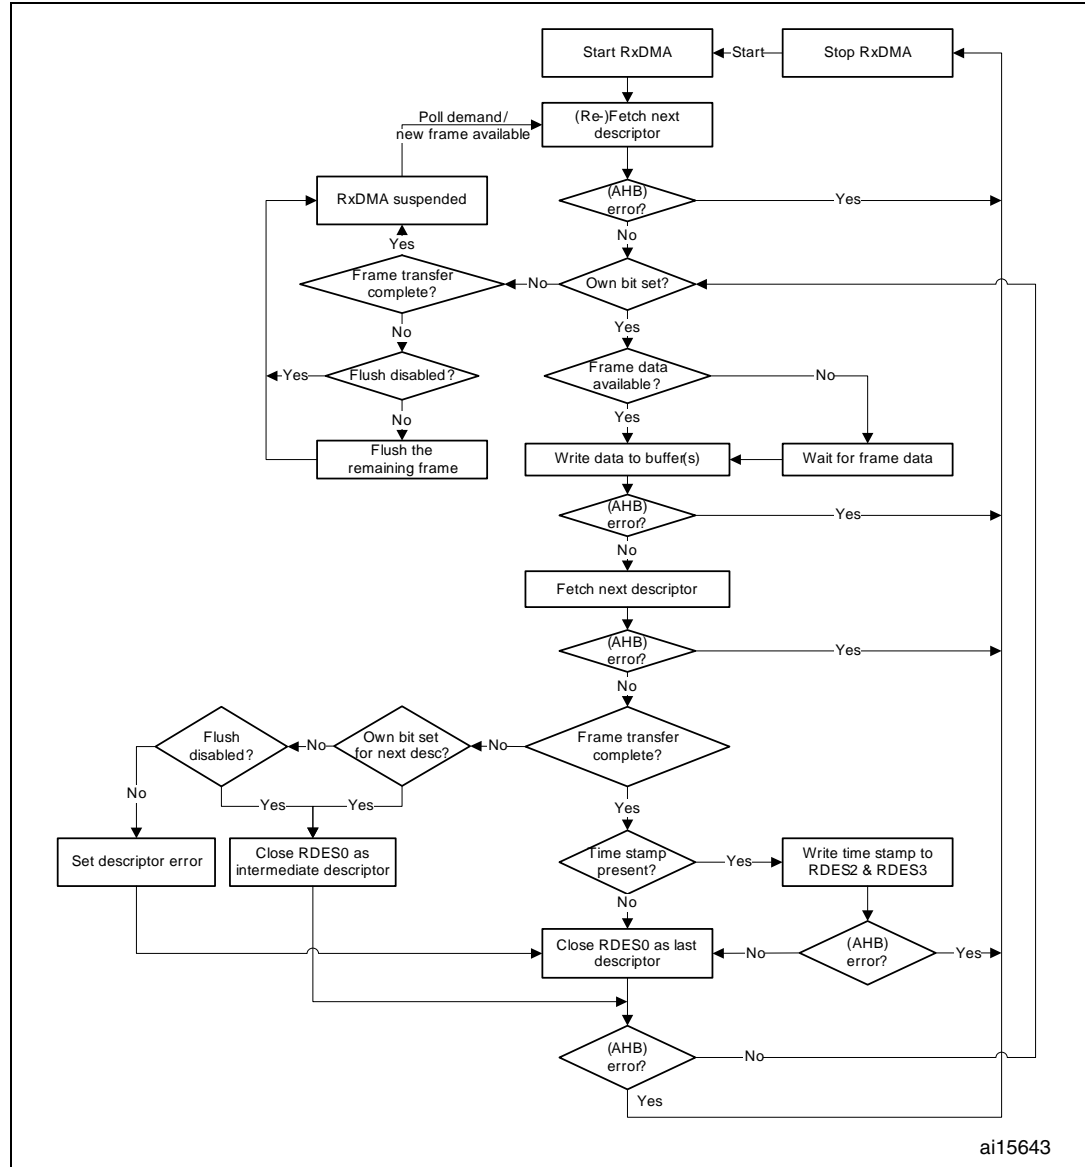 Start RxDMA
Start
Stop RxDMA
Poll demand/
new frame available
(Re-)Fetch next
descriptor
RxDMA suspended
(AHB)
error?
Yes
No
Yes
Frame transfer
complete?
No
Own bit set?
No
Yes
Yes
Flush disabled?
Frame data
available?
No
No
Yes
Flush the
remaining frame
Write data to buffer(s)
Wait for frame data
(AHB)
error?
Yes
No
Fetch next descriptor
(AHB)
error?
Yes
No
Flush
disabled?
No
Own bit set
for next desc?
No
Frame transfer
complete?
No
Yes
Yes
Yes
Set descriptor error
Close RDES0 as
intermediate descriptor
Time stamp
present?
Yes
Write time stamp to
RDES2 & RDES3
No
Close RDES0 as last
descriptor
No
(AHB)
error?
Yes
(AHB)
error?
No
Yes
ai15643